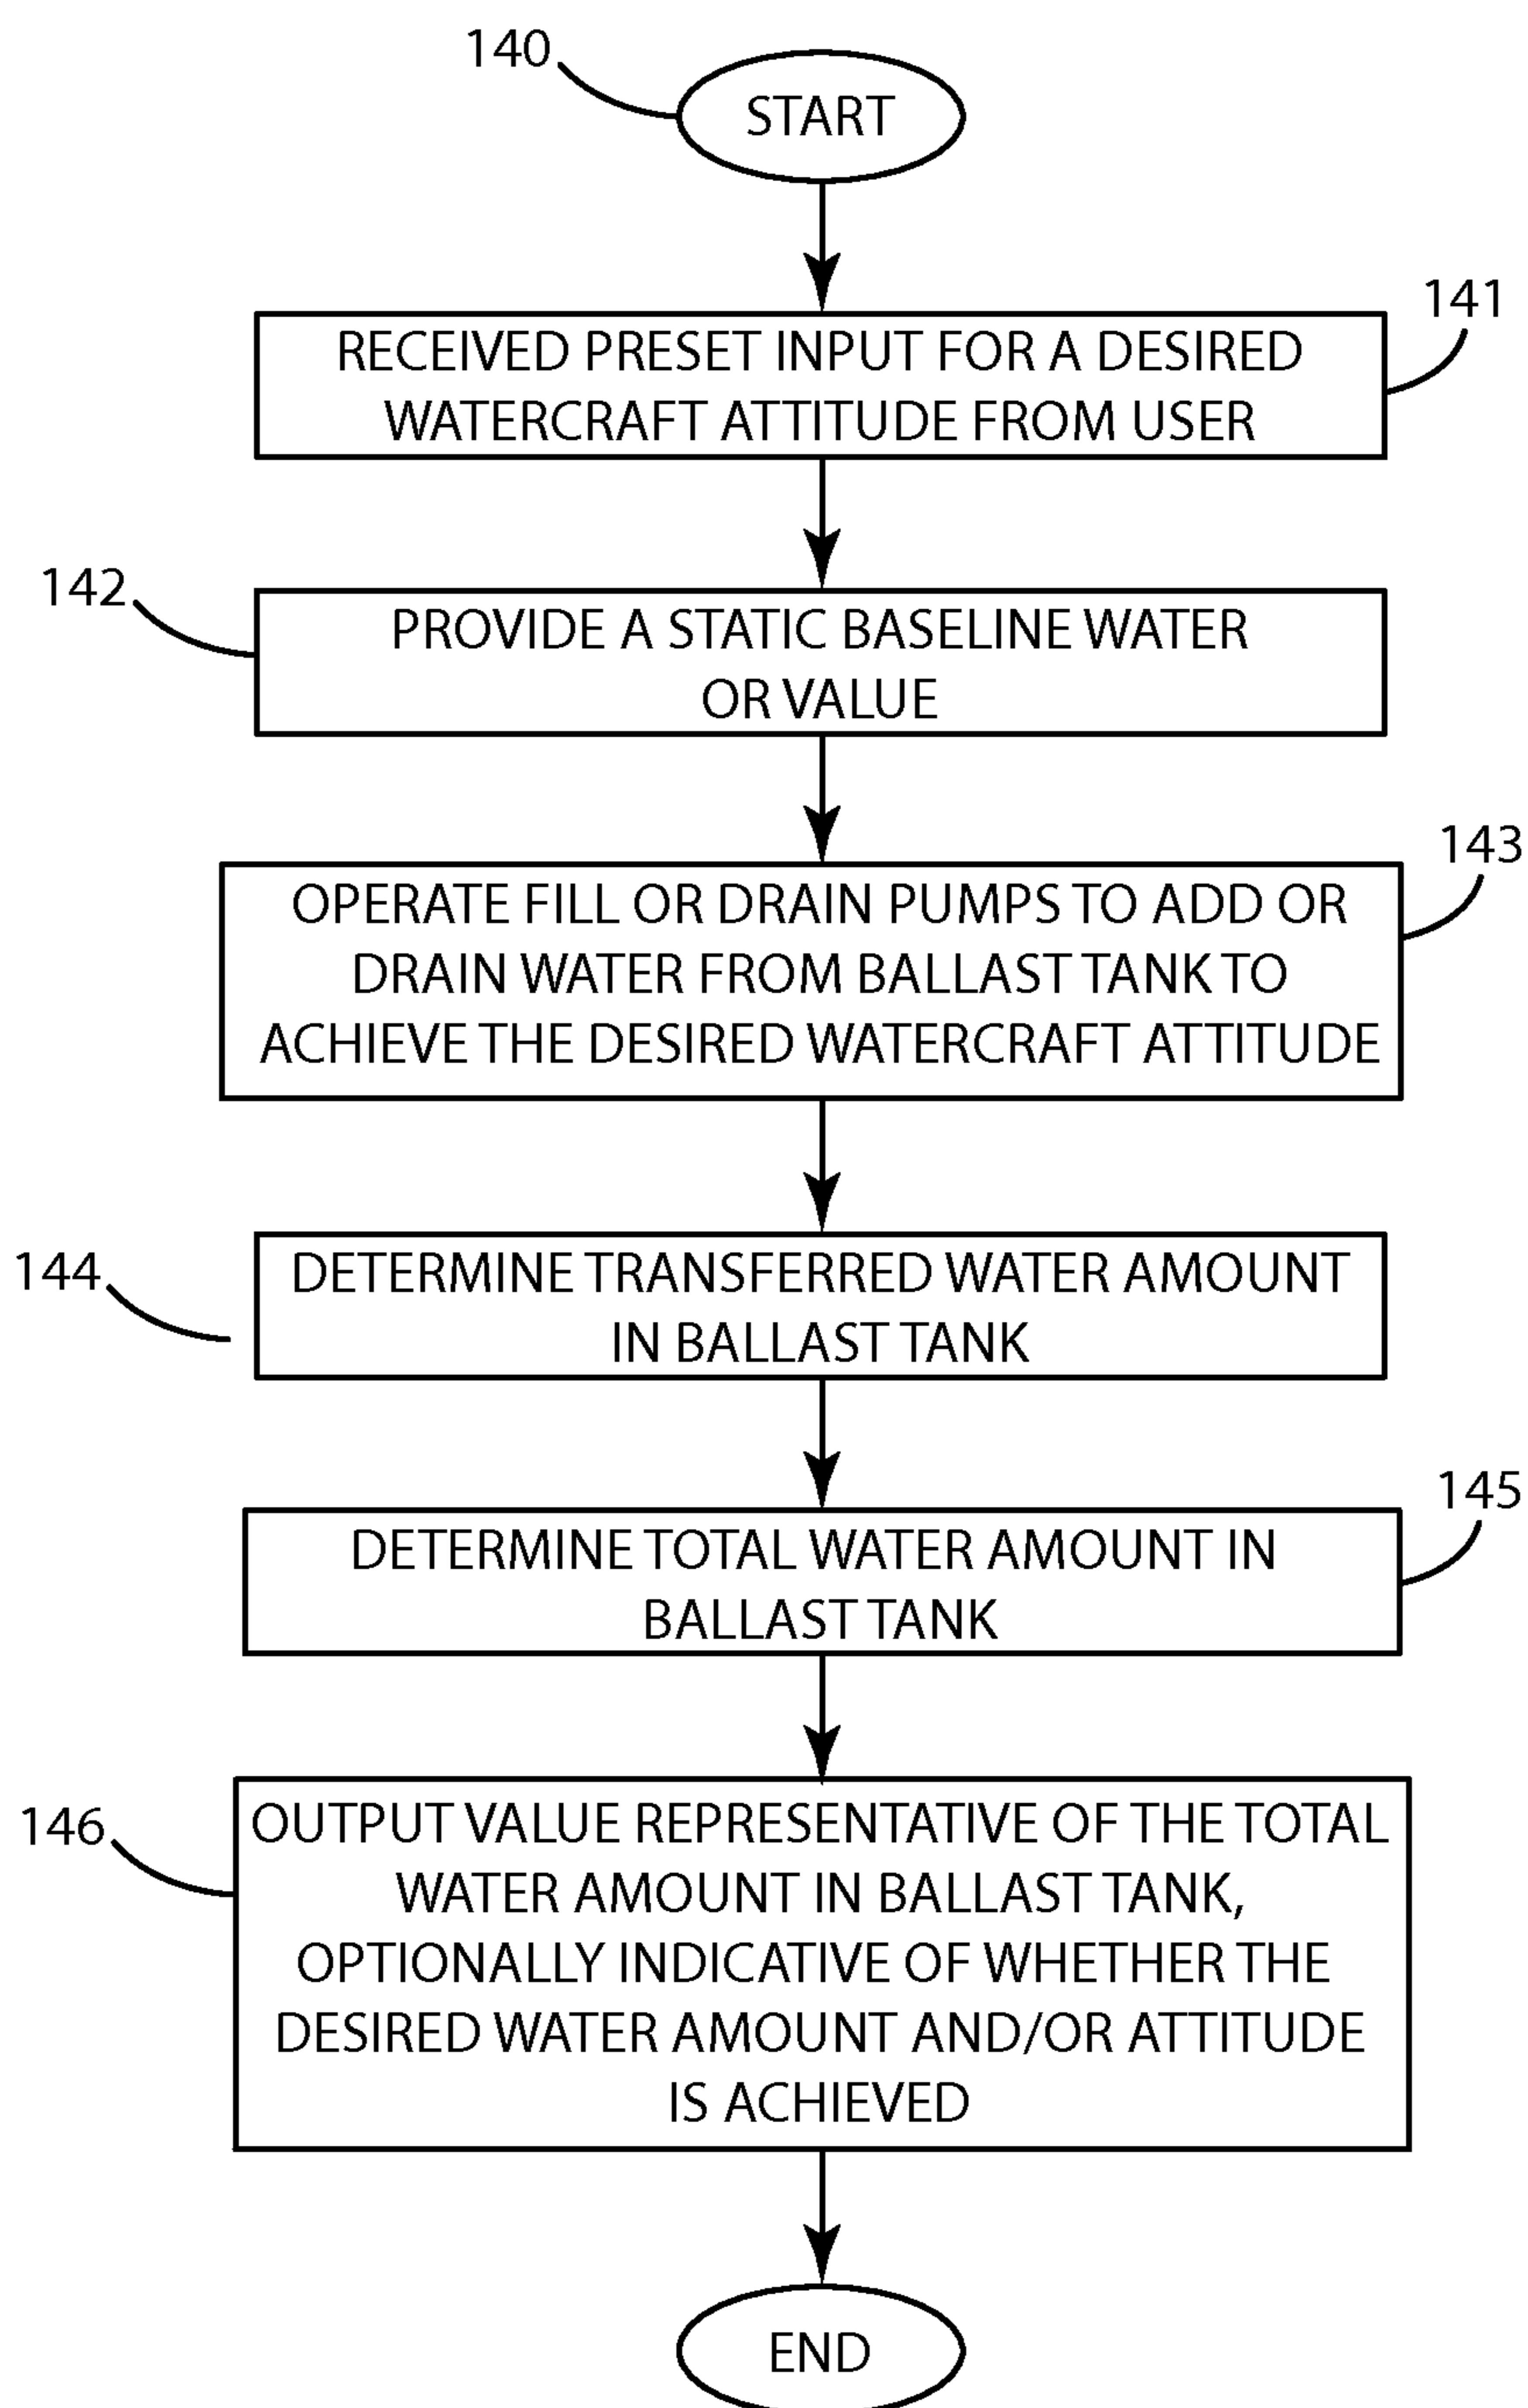 140
START
141
RECEIVED PRESET INPUT FOR A DESIRED
WATERCRAFT ATTITUDE FROM USER
142
PROVIDE A STATIC BASELINE WATER
OR VALUE
143
OPERATE FILL OR DRAIN PUMPS TO ADD OR
DRAIN WATER FROM BALLAST TANK TO
ACHIEVE THE DESIRED WATERCRAFT ATTITUDE
144
DETERMINE TRANSFERRED WATER AMOUNT
IN BALLAST TANK
145
DETERMINE TOTAL WATER AMOUNT IN
BALLAST TANK
146
OUTPUT VALUE REPRESENTATIVE OF THE TOTAL
WATER AMOUNT IN BALLAST TANK,
OPTIONALLY INDICATIVE OF WHETHER THE
DESIRED WATER AMOUNT AND/OR ATTITUDE
IS ACHIEVED
END